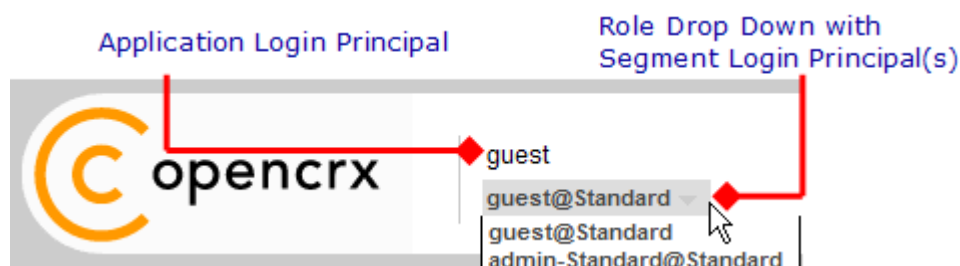 Application Login Principal
Role Drop Down with
Segment Login Principal(s)
opencrx
guest
guest@Standard
guest@Standard
admin-Standard@Standard